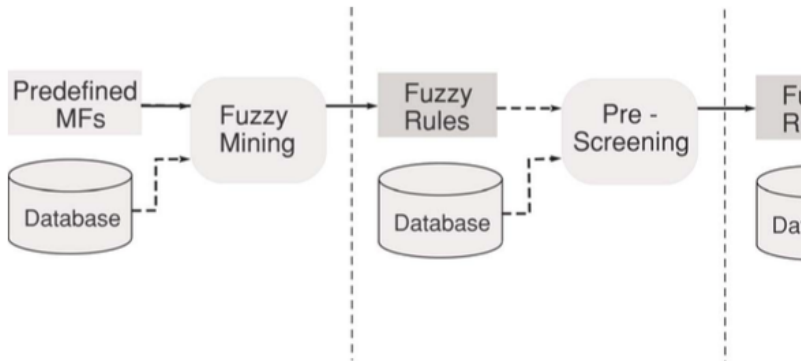 Predefined
MFs
Fuzzy
Mining
Database
Fuzzy
Rules
Pre -
Screening
Database